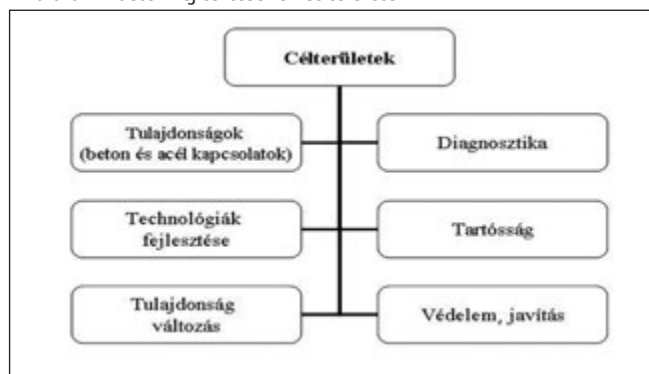 Célterületek
Tulajdonságok
(beton és acél kapcsolatok)
Diagnosztika
Technológiák
fejlesztése
Tartósság
Tulajdonság
változás
Védelem, javítás